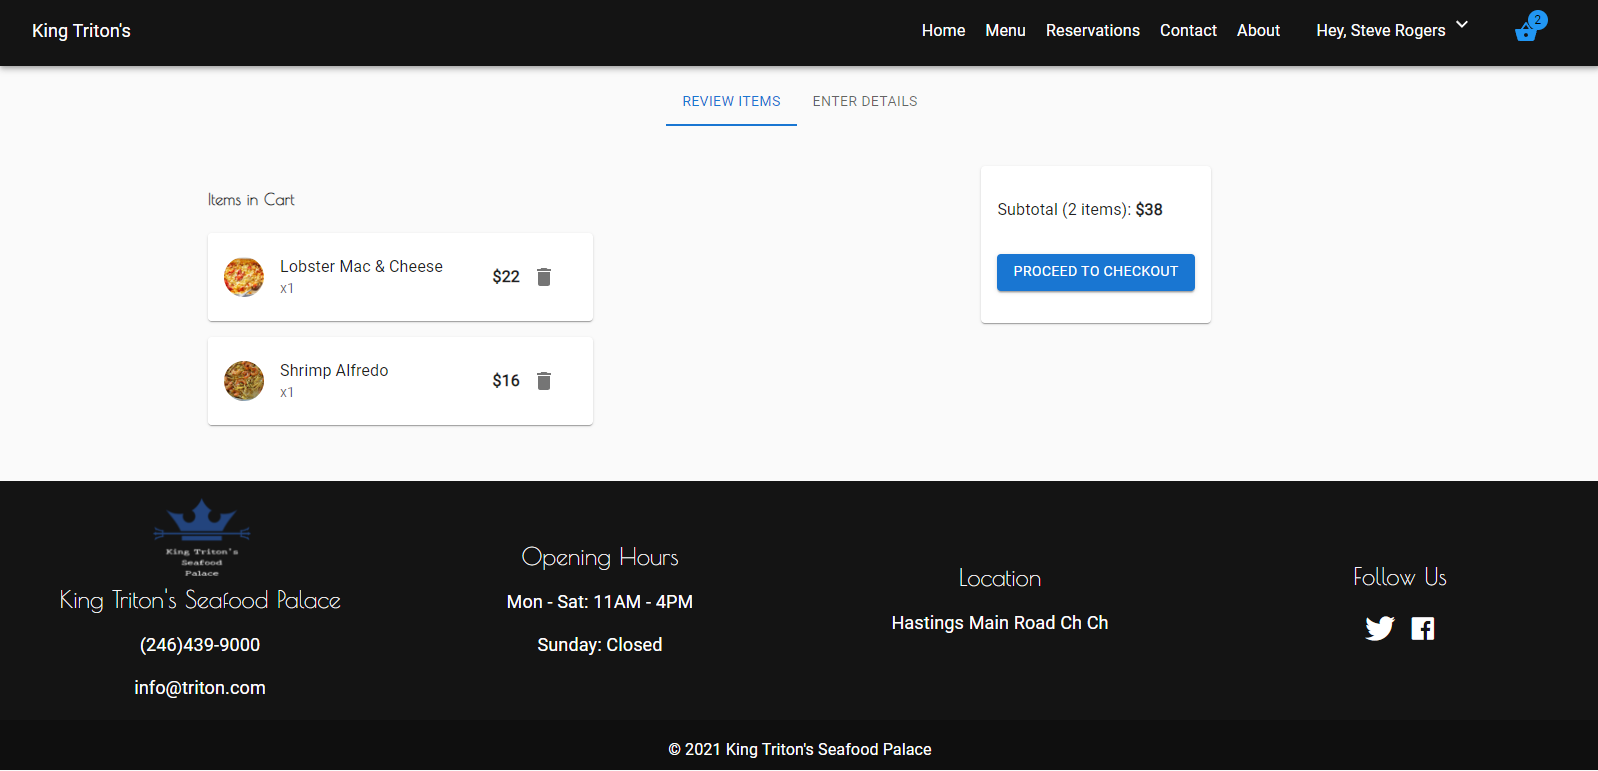 King Triton's
Home Menu Reservations Contact About Hey, Steve Rogers 2
REVIEW ITEMS ENTER DETAILS
Items in Cart
Lobster Mac & Cheese
x1
$22
Shrimp Alfredo
x1
$16
Subtotal (2 items): $38
PROCEED TO CHECKOUT
King Triton's
Seafood
Palace
King Triton's Seafood Palace
(246)439-9000
info@triton.com
Opening Hours
Mon - Sat: 11AM - 4PM
Sunday: Closed
Location
Hastings Main Road Ch Ch
Follow Us
© 2021 King Triton's Seafood Palace